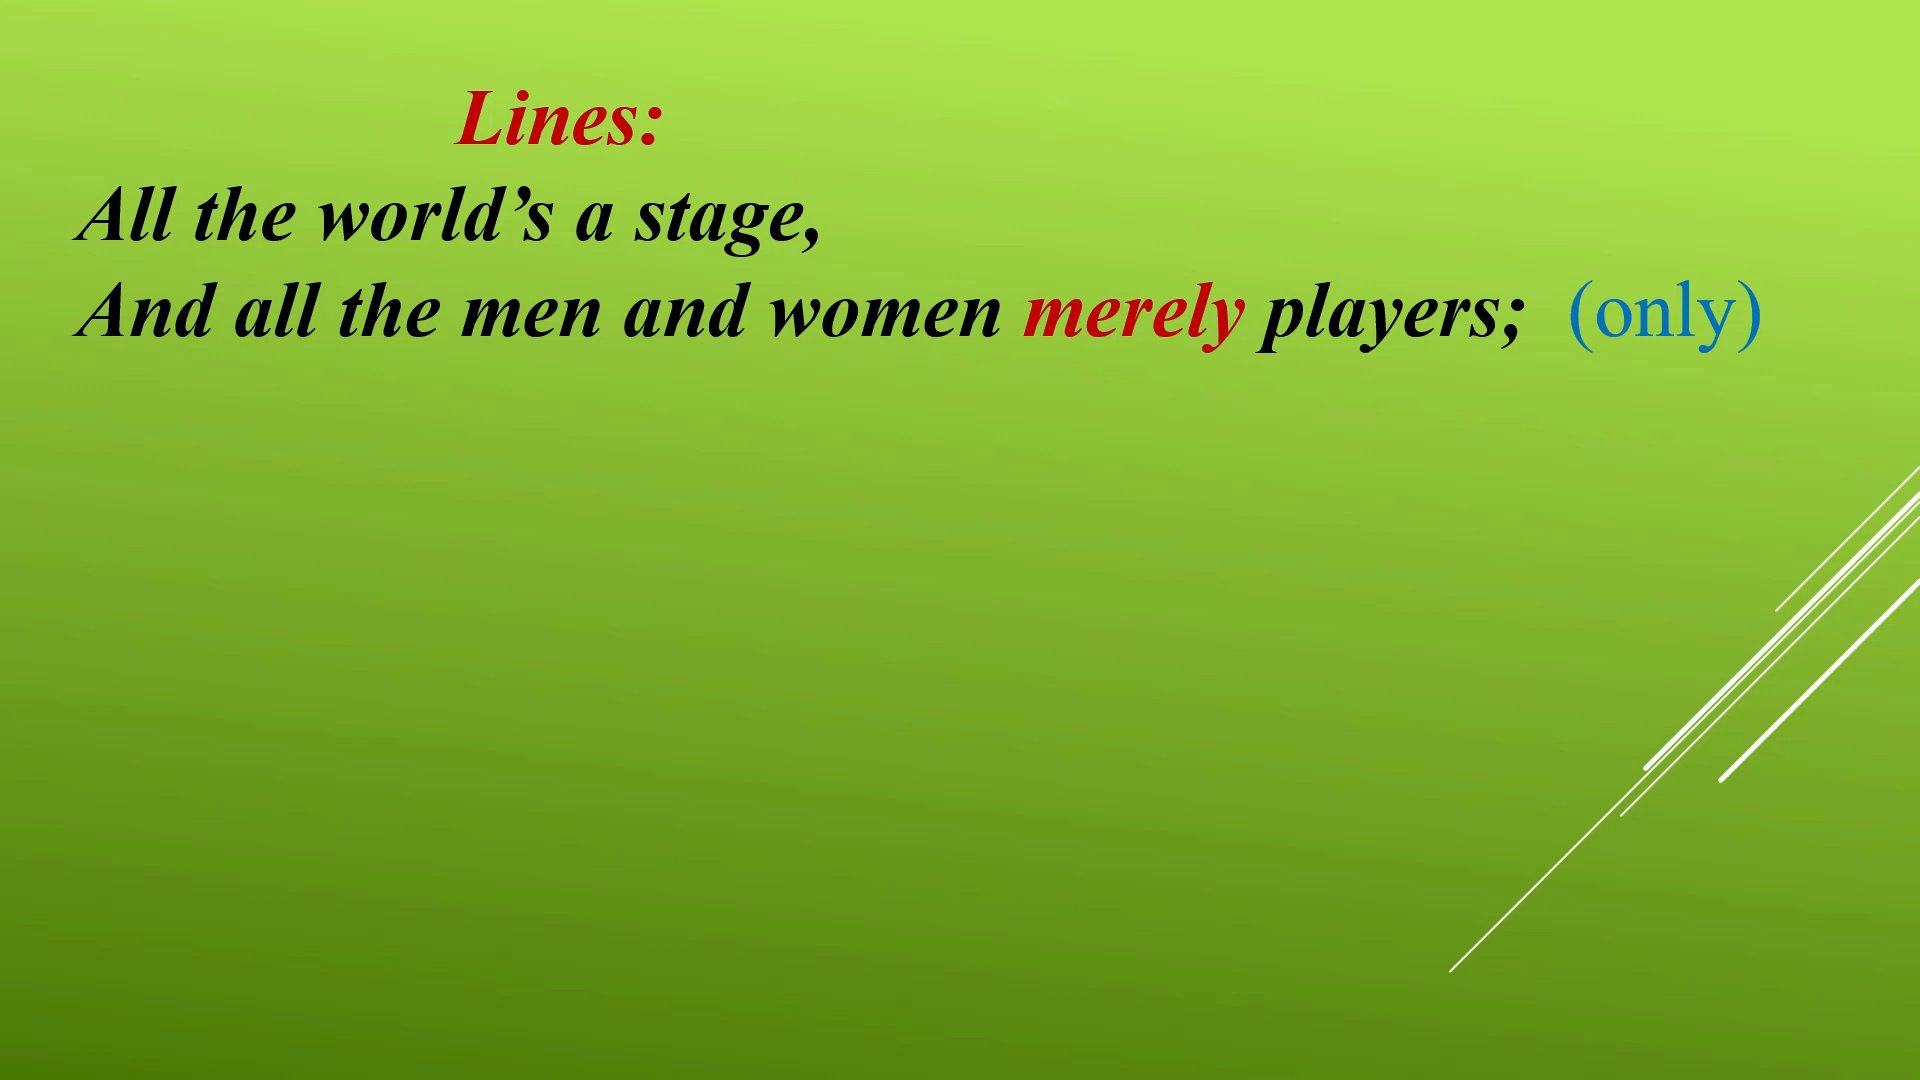 Lines:
All the world’s a stage,
And all the men and women merely players; (only)